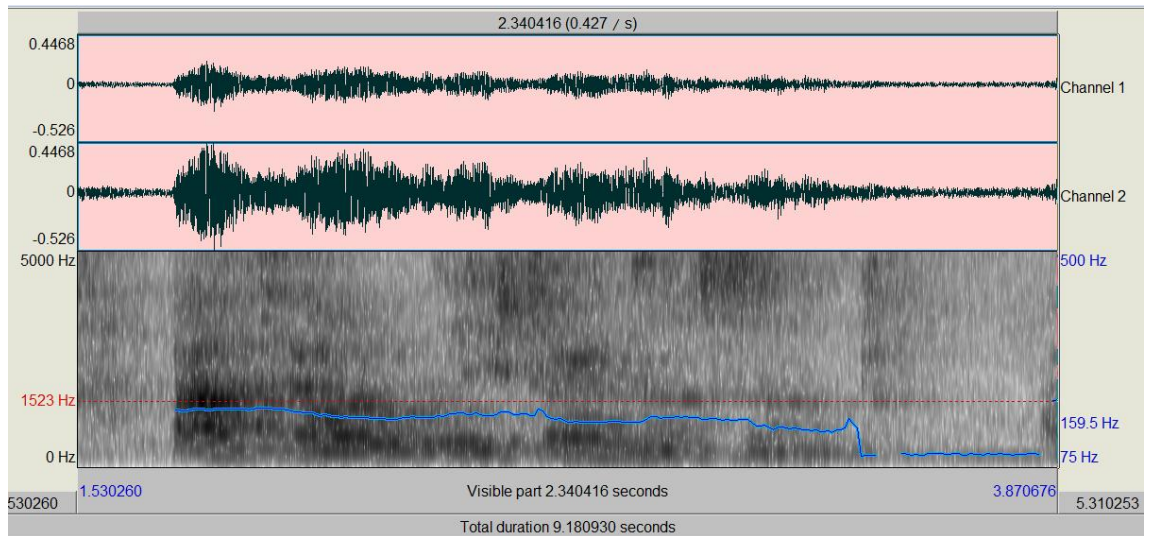 2.340416 (0.427 / s)
0.4468
0
-0.526
Channel 1
0.4468
0
-0.526
Channel 2
5000 Hz
500 Hz
1523 Hz
159.5 Hz
0 Hz
75 Hz
1.530260
Visible part 2.340416 seconds
3.870676
530260
5.310253
Total duration 9.180930 seconds